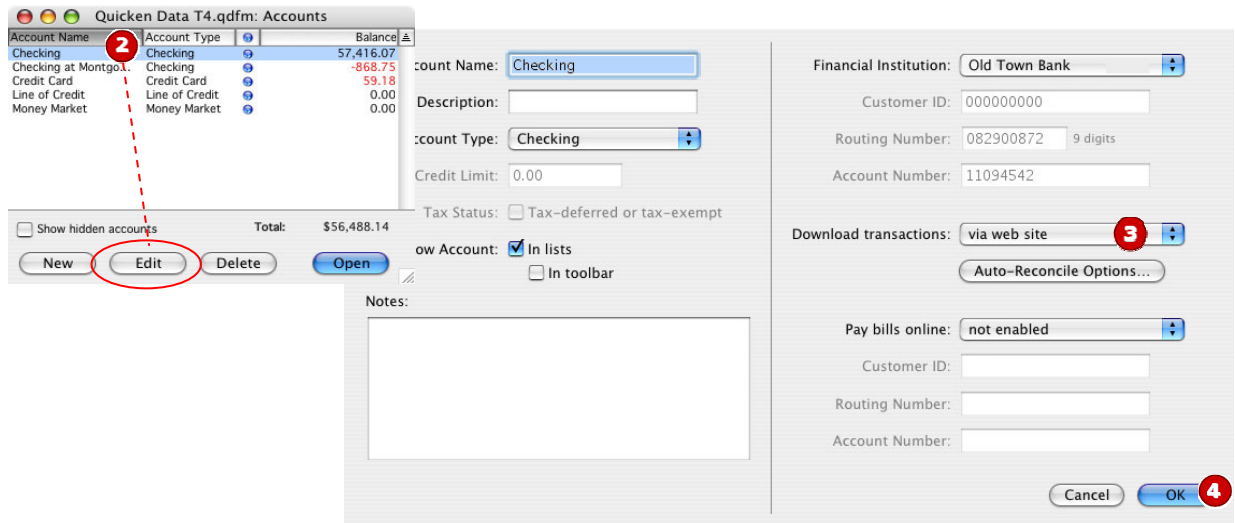 Quicken Data T4.qdfm: Accounts
Account Name Account Type Balance
Checking Checking 57,416.07
Checking at Montgo... Checking -868.75
Credit Card Credit Card 59.18
Line of Credit Line of Credit 0.00
Money Market Money Market 0.00
Show hidden accounts Total: $56,488.14
New Edit Delete Open
2
count Name: Checking
Description:
ccount Type: Checking
Credit Limit: 0.00
Tax Status: Tax-deferred or tax-exempt
ow Account: In lists
In toolbar
Notes:
Financial Institution: Old Town Bank
Customer ID: 000000000
Routing Number: 082900872 9 digits
Account Number: 11094542
Download transactions: via web site 3
Auto-Reconcile Options...
Pay bills online: not enabled
Customer ID:
Routing Number:
Account Number:
Cancel OK 4